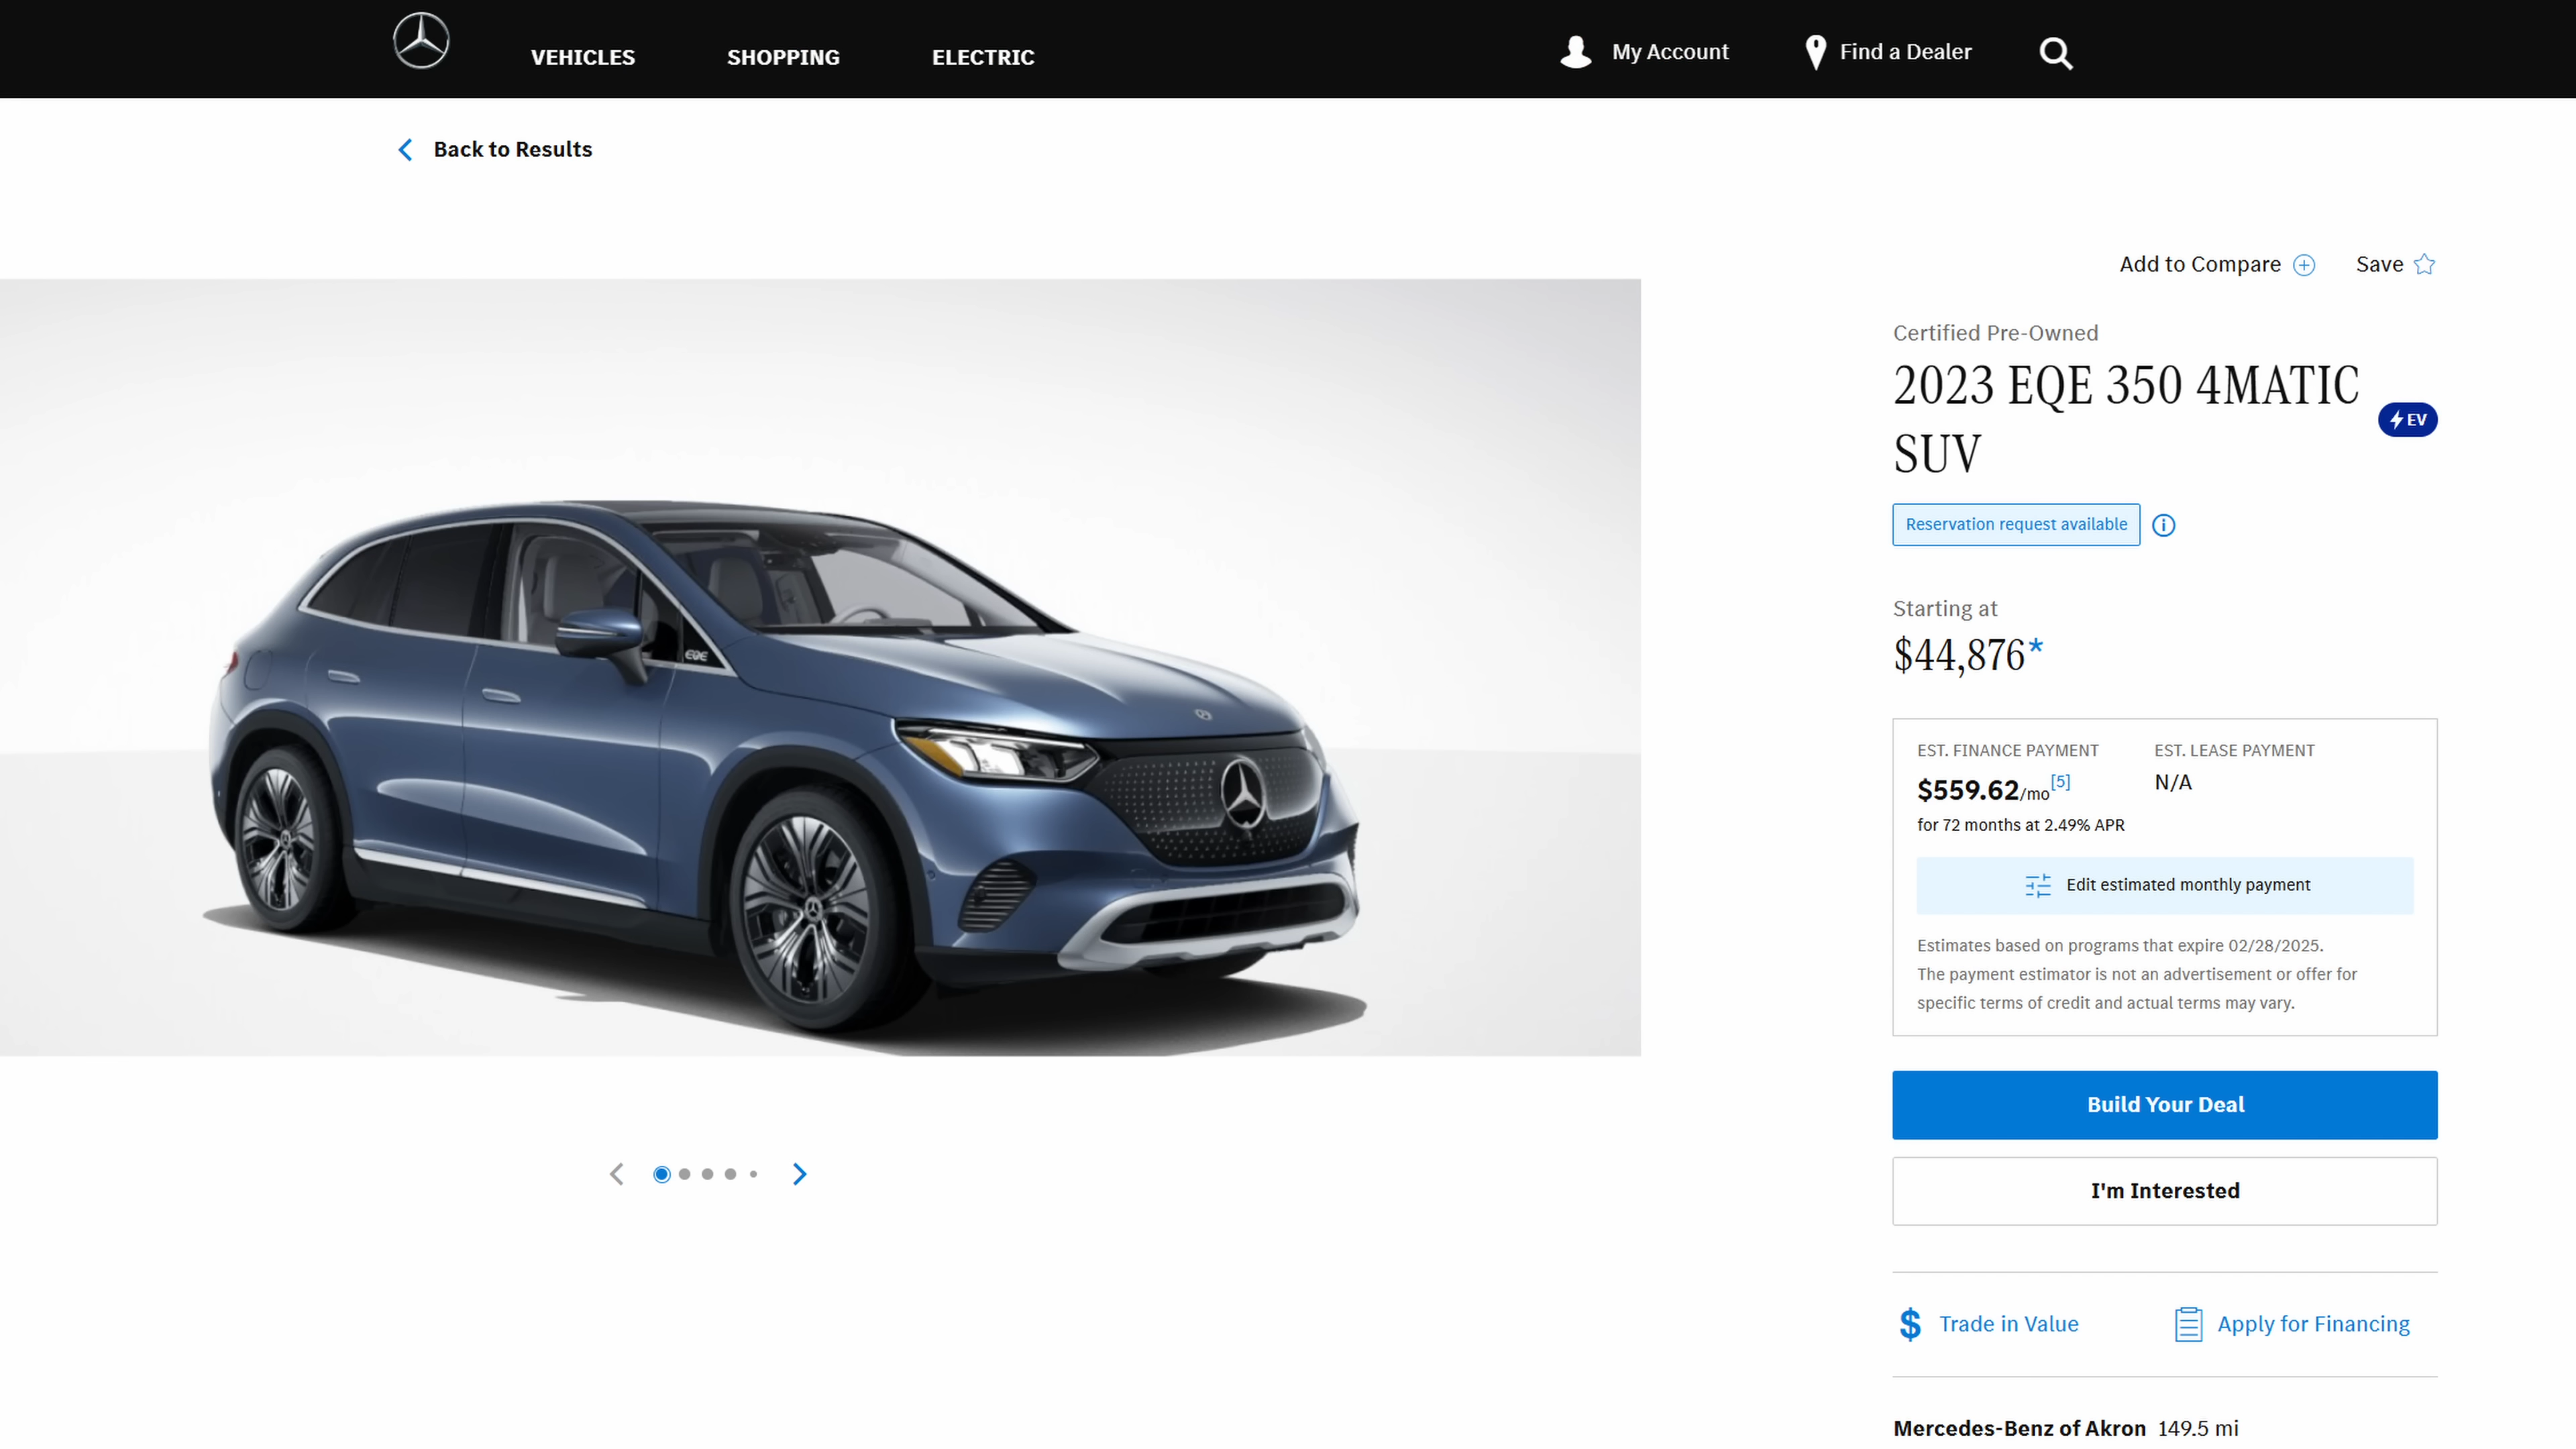 VEHICLES SHOPPING ELECTRIC My Account Find a Dealer
Back to Results
Add to Compare Save
Certified Pre-Owned
2023 EQE 350 4MATIC
SUV
EV
Reservation request available
Starting at
$44,876*
EST. FINANCE PAYMENT EST. LEASE PAYMENT
$559.62/mo[5] N/A
for 72 months at 2.49% APR
Edit estimated monthly payment
Estimates based on programs that expire 02/28/2025.
The payment estimator is not an advertisement or offer for
specific terms of credit and actual terms may vary.
Build Your Deal
I'm Interested
$ Trade in Value Apply for Financing
Mercedes-Benz of Akron 149.5 mi
EQE